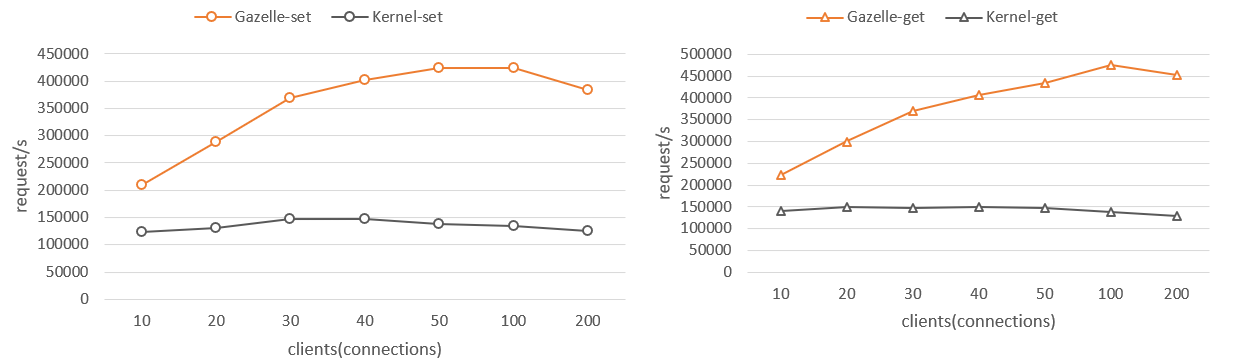 Gazelle-set Kernel-set
450000
400000
350000
300000
250000
200000
150000
100000
50000
0
request/s
10 20 30 40 50 100 200
clients(connections)
Gazelle-get Kernel-get
500000
450000
400000
350000
300000
250000
200000
150000
100000
50000
0
request/s
10 20 30 40 50 100 200
clients(connections)